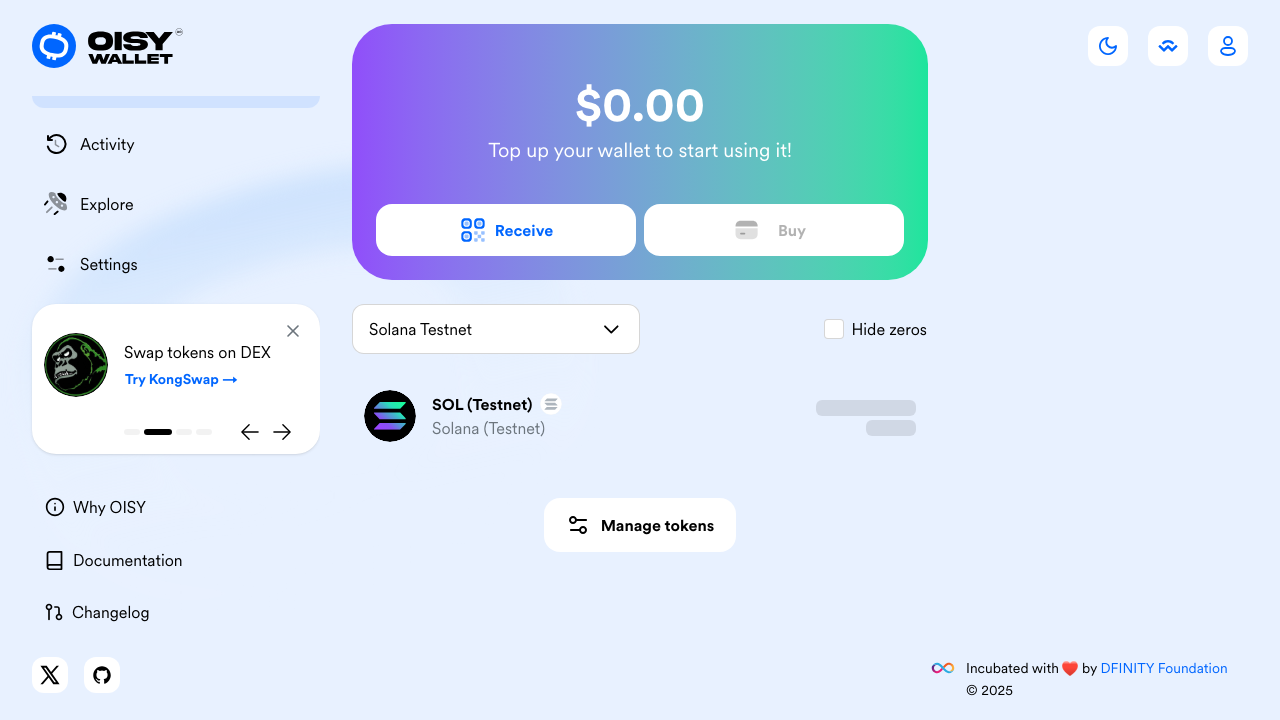 OISY
WALLET
Activity
Explore
Settings
Swap tokens on DEX
Try KongSwap →
Why OISY
Documentation
Changelog
$0.00
Top up your wallet to start using it!
Receive
Buy
Solana Testnet
Hide zeros
SOL (Testnet)
Solana (Testnet)
Manage tokens
Incubated with ❤️ by DFINITY Foundation
© 2025